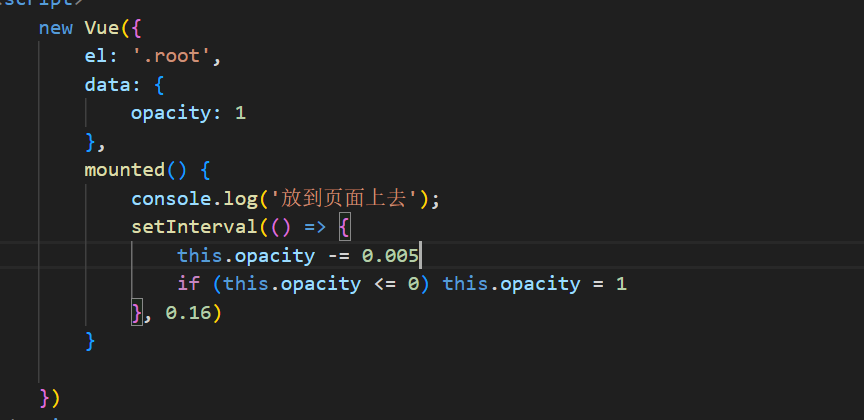 script>
new Vue({
el: '.root',
data: {
opacity: 1
},
mounted() {
console.log('放到页面上去');
setInterval(() => {
this.opacity -= 0.005
if (this.opacity <= 0) this.opacity = 1
}, 0.16)
}
})